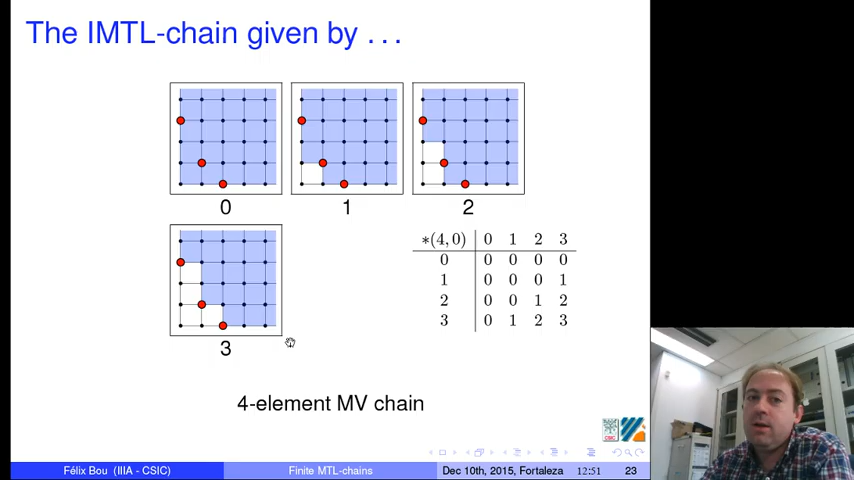 The IMTL-chain given by ...
0 1 2
3
∗(4,0) 0 1 2 3
0 0 0 0 0
1 0 0 0 1
2 0 0 1 2
3 0 1 2 3
4-element MV chain
CSIC
Félix Bou (IIIA - CSIC) Finite MTL-chains Dec 10th, 2015, Fortaleza 12:51 23